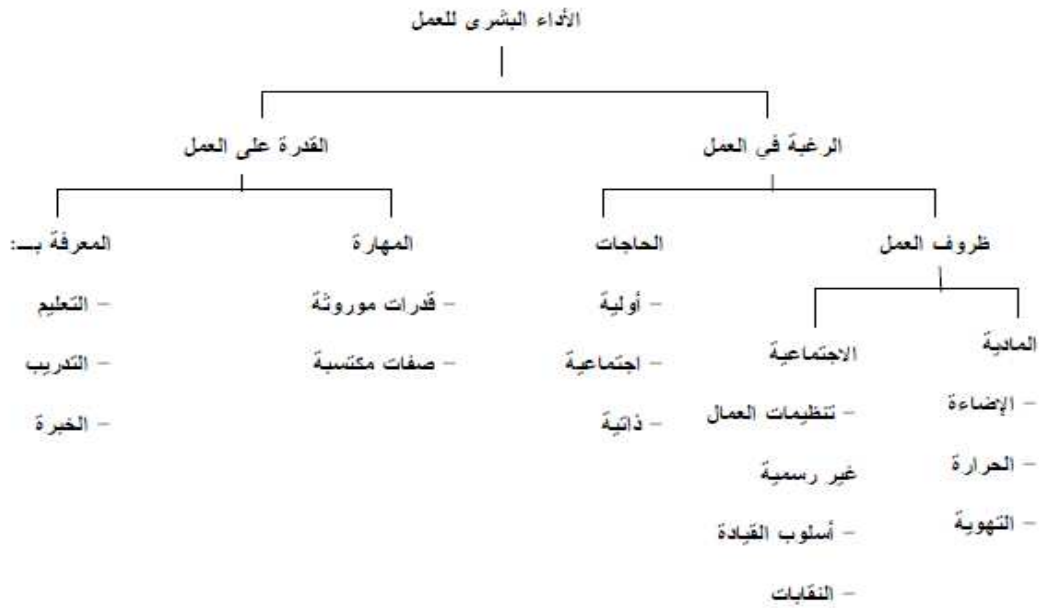 الأداء البشرى للعمل
الرغبة في العمل
القدرة على العمل
ظروف العمل
الحاجات
المهارة
المعرفة بـــ:
المادية
– الإضاءة
– الحرارة
– التهوية
الاجتماعية
– تنظيمات العمال
غير رسمية
– أسلوب القيادة
– النقابات
– أولية
– اجتماعية
– ذاتية
– قدرات موروثة
– صفات مكتسبة
– التعليم
– التدريب
– الخبرة